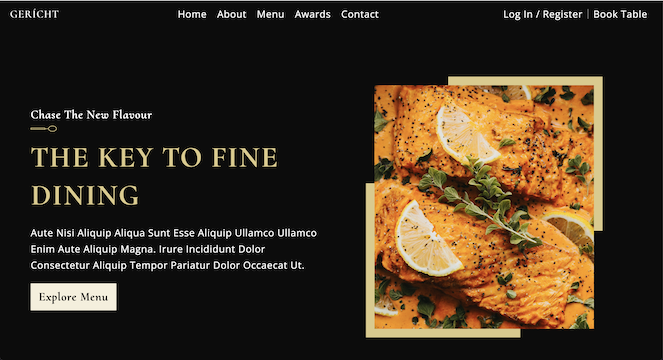 GERÍCHT
Home About Menu Awards Contact
Log In / Register | Book Table
Chase The New Flavour
THE KEY TO FINE
DINING
Aute Nisi Aliquip Aliqua Sunt Esse Aliquip Ullamco Ullamco
Enim Aute Aliquip Magna. Irure Incididunt Dolor
Consectetur Aliquip Tempor Pariatur Dolor Occaecat Ut.
Explore Menu